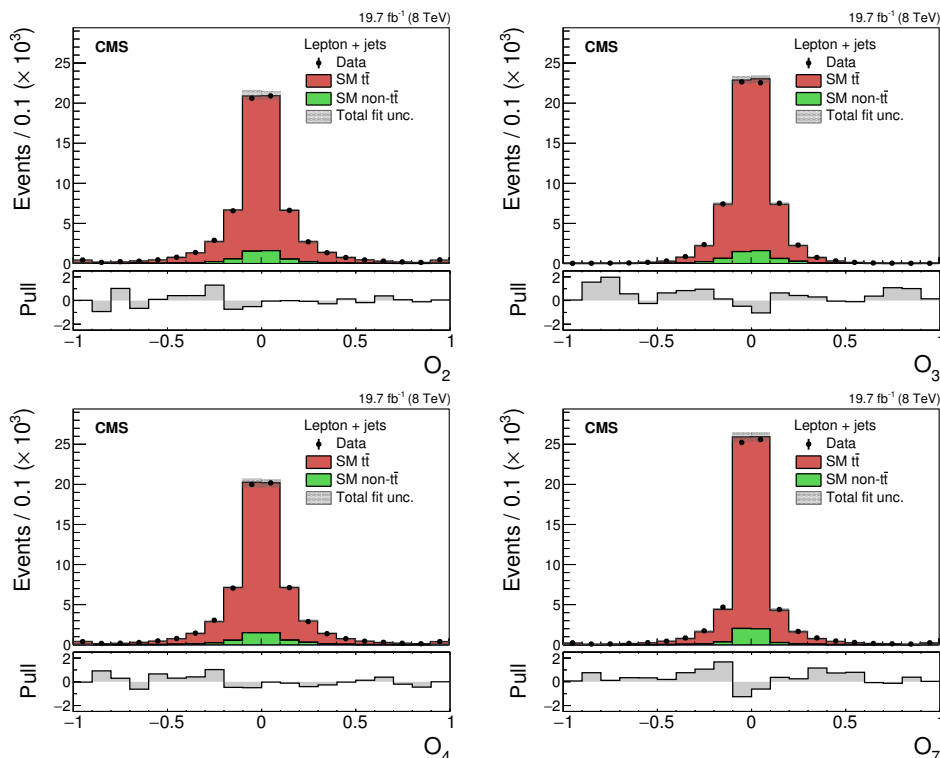 19.7 fb⁻¹ (8 TeV)
CMS
Lepton + jets
Data
SM tt̄
SM non-tt̄
Total fit unc.
Events / 0.1 (× 10³)
25
20
15
10
5
0
Pull
2
0
−2
−1 −0.5 0 0.5 1
O₂
19.7 fb⁻¹ (8 TeV)
CMS
Lepton + jets
Data
SM tt̄
SM non-tt̄
Total fit unc.
Events / 0.1 (× 10³)
25
20
15
10
5
0
Pull
2
0
−2
−1 −0.5 0 0.5 1
O₃
19.7 fb⁻¹ (8 TeV)
CMS
Lepton + jets
Data
SM tt̄
SM non-tt̄
Total fit unc.
Events / 0.1 (× 10³)
25
20
15
10
5
0
Pull
2
0
−2
−1 −0.5 0 0.5 1
O₄
19.7 fb⁻¹ (8 TeV)
CMS
Lepton + jets
Data
SM tt̄
SM non-tt̄
Total fit unc.
Events / 0.1 (× 10³)
25
20
15
10
5
0
Pull
2
0
−2
−1 −0.5 0 0.5 1
O₇